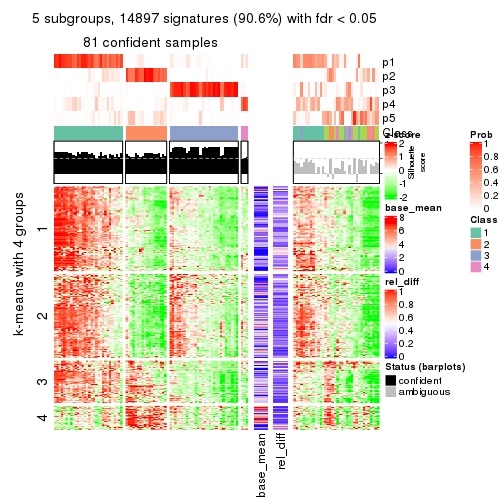 5 subgroups, 14897 signatures (90.6%) with fdr < 0.05
81 confident samples
p1
p2
p3
p4
p5
Class
k-means with 4 groups
1
2
3
4
base_mean
rel_diff
z-score
2
1
0
-1
-2
Silhouette
score
base_mean
8
6
4
2
0
rel_diff
1
0.8
0.6
0.4
0.2
0
Prob
1
0.8
0.6
0.4
0.2
0
Class
1
2
3
4
Status (barplots)
confident
ambiguous